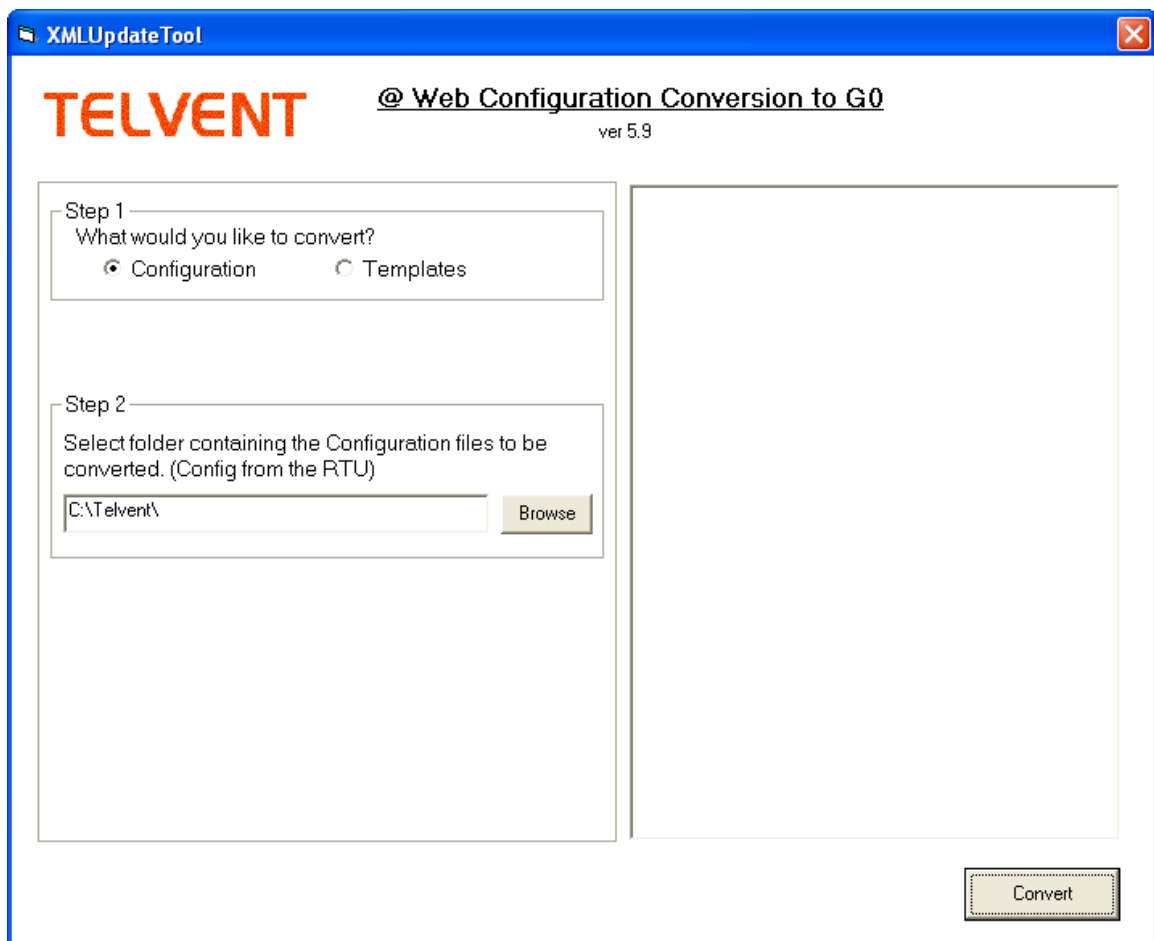 XMLUpdateTool
TELVENT
@ Web Configuration Conversion to G0
ver 5.9
Step 1
What would you like to convert?
Configuration Templates
Step 2
Select folder containing the Configuration files to be
converted. (Config from the RTU)
C:\Telvent\ Browse
Convert